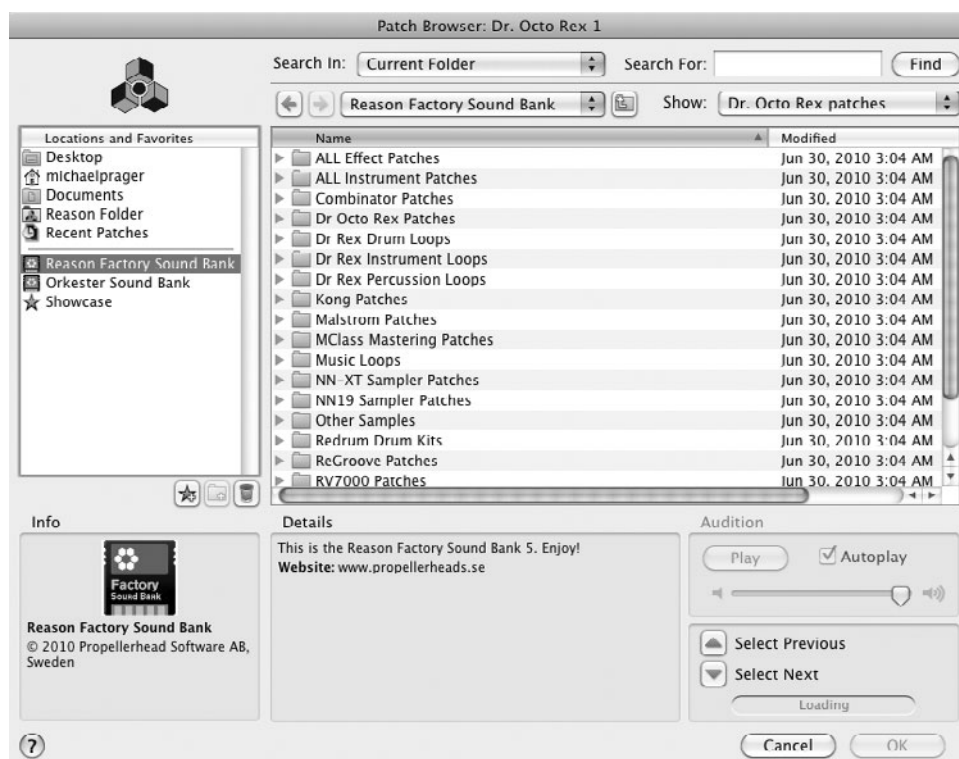 Patch Browser: Dr. Octo Rex 1
Search In: Current Folder Search For: Find
Reason Factory Sound Bank Show: Dr. Octo Rex patches
Locations and Favorites
Desktop
michaelprager
Documents
Reason Folder
Recent Patches
Reason Factory Sound Bank
Orkester Sound Bank
Showcase
Name Modified
ALL Effect Patches Jun 30, 2010 3:04 AM
ALL Instrument Patches Jun 30, 2010 3:04 AM
Combinator Patches Jun 30, 2010 3:04 AM
Dr Octo Rex Patches Jun 30, 2010 3:04 AM
Dr Rex Drum Loops Jun 30, 2010 3:04 AM
Dr Rex Instrument Loops Jun 30, 2010 3:04 AM
Dr Rex Percussion Loops Jun 30, 2010 3:04 AM
Kong Patches Jun 30, 2010 3:04 AM
Malstrom Patches Jun 30, 2010 3:04 AM
MClass Mastering Patches Jun 30, 2010 3:04 AM
Music Loops Jun 30, 2010 3:04 AM
NN-XT Sampler Patches Jun 30, 2010 3:04 AM
NN19 Sampler Patches Jun 30, 2010 3:04 AM
Other Samples Jun 30, 2010 3:04 AM
Redrum Drum Kits Jun 30, 2010 3:04 AM
ReGroove Patches Jun 30, 2010 3:04 AM
RV7000 Patches Jun 30, 2010 3:04 AM
Info
Factory
Sound Bank
Reason Factory Sound Bank
© 2010 Propellerhead Software AB,
Sweden
Details
This is the Reason Factory Sound Bank 5. Enjoy!
Website: www.propellerheads.se
Audition
Play Autoplay
Select Previous
Select Next
Loading
? Cancel OK